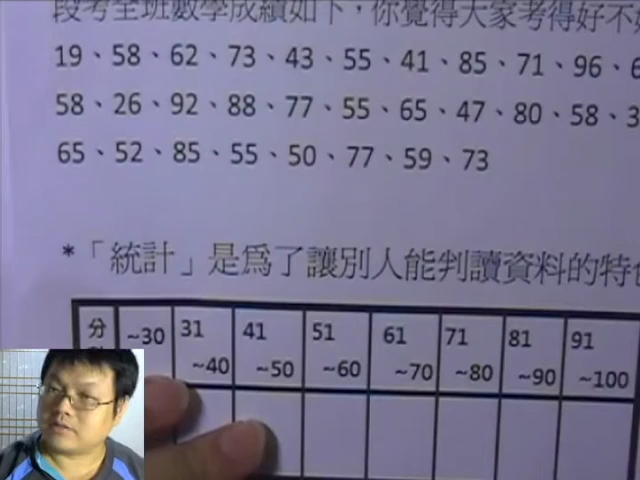 段考全班數學成績如下，你覺得大家考得好不
19、58、62、73、43、55、41、85、71、96、
58、26、92、88、77、55、65、47、80、58、3
65、52、85、55、50、77、59、73
*「統計」是為了讓別人能判讀資料的特
分 ~30 31 ~40 41 ~50 51 ~60 61 ~70 71 ~80 81 ~90 91 ~100